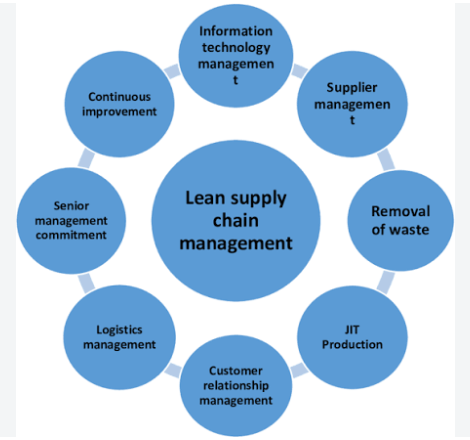 Information
technology
managemen
t
Supplier
managemen
t
Removal
of waste
JIT
Production
Customer
relationship
management
Logistics
management
Senior
management
commitment
Continuous
improvement
Lean supply
chain
management